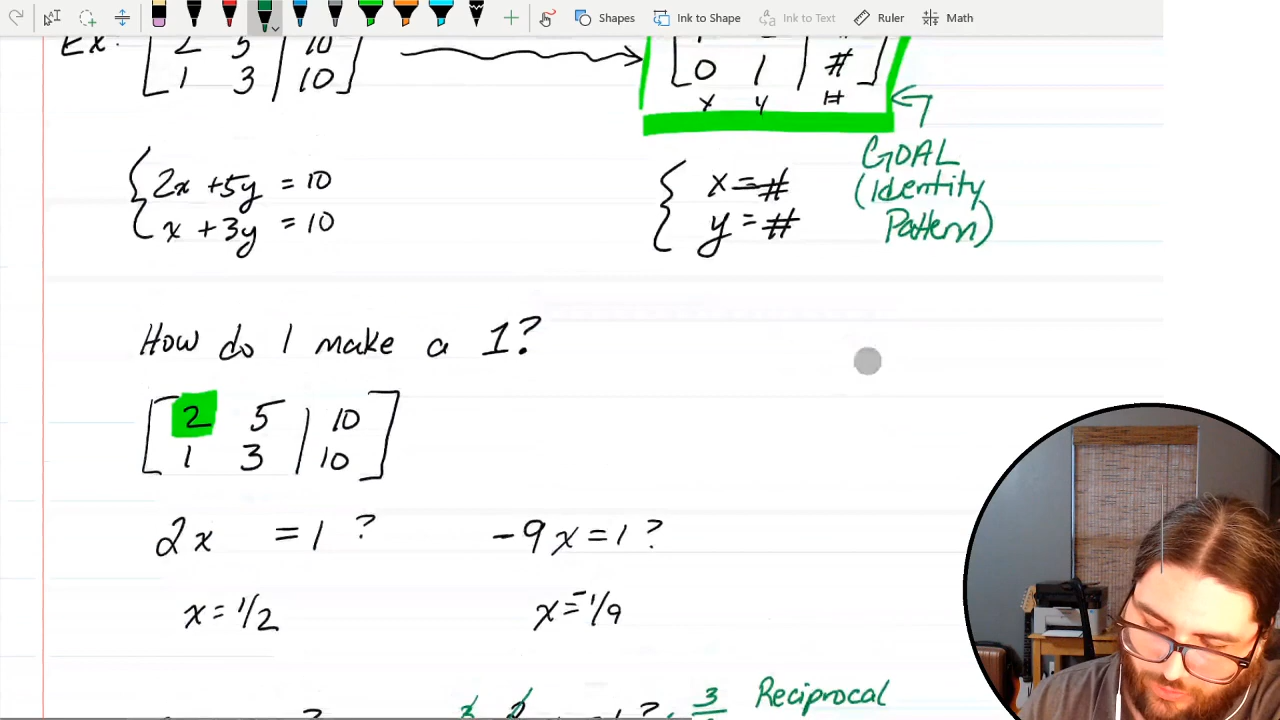 Shapes Ink to Shape Ink to Text Ruler Math
Ex: [2 5 | 10]
[1 3 | 10]
[0 1 | #]
x y #
GOAL
(Identity
Pattern)
{2x + 5y = 10
{x + 3y = 10
{x = #
{y = #
How do I make a 1?
[2 5 | 10]
[1 3 | 10]
2x = 1 ? -9x = 1 ?
x = 1/2 x = -1/9
3 Reciprocal